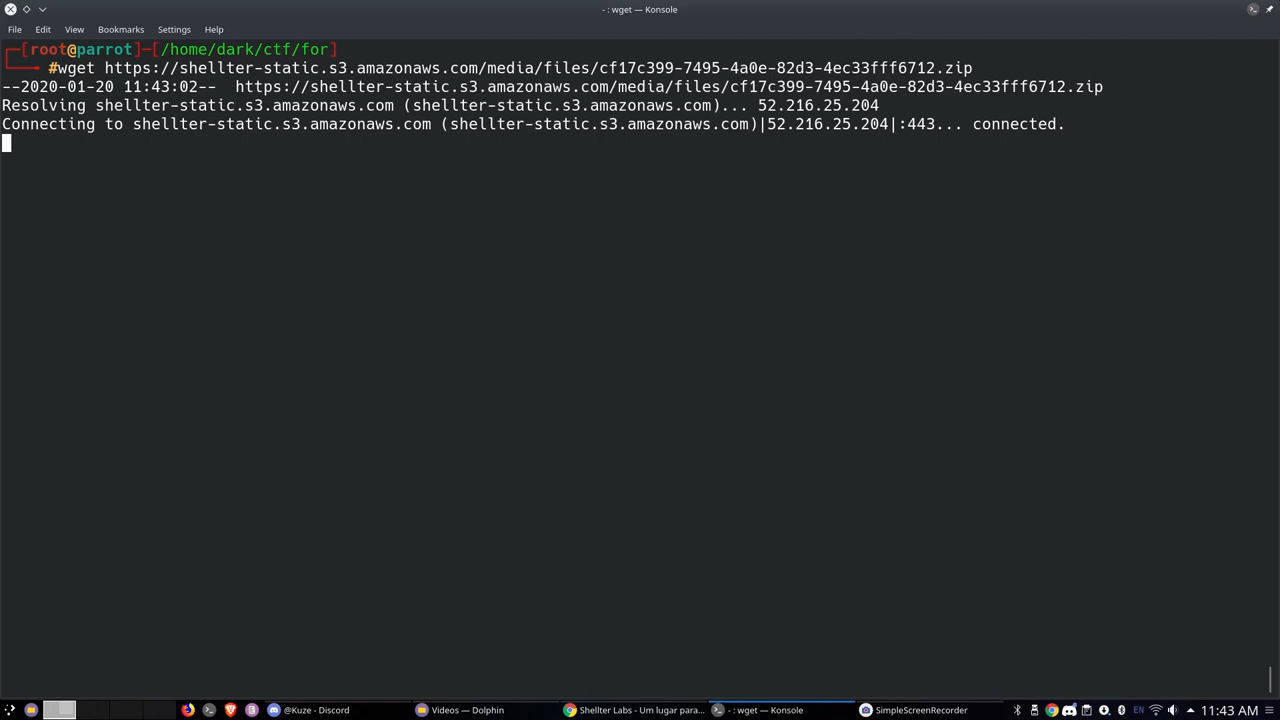 - : wget — Konsole
File Edit View Bookmarks Settings Help
┌─[root@parrot]─[/home/dark/ctf/for]
└──╼ #wget https://shellter-static.s3.amazonaws.com/media/files/cf17c399-7495-4a0e-82d3-4ec33fff6712.zip
--2020-01-20 11:43:02--  https://shellter-static.s3.amazonaws.com/media/files/cf17c399-7495-4a0e-82d3-4ec33fff6712.zip
Resolving shellter-static.s3.amazonaws.com (shellter-static.s3.amazonaws.com)... 52.216.25.204
Connecting to shellter-static.s3.amazonaws.com (shellter-static.s3.amazonaws.com)|52.216.25.204|:443... connected.
@Kuze - Discord Videos — Dolphin Shellter Labs - Um lugar para... - : wget — Konsole SimpleScreenRecorder EN 11:43 AM